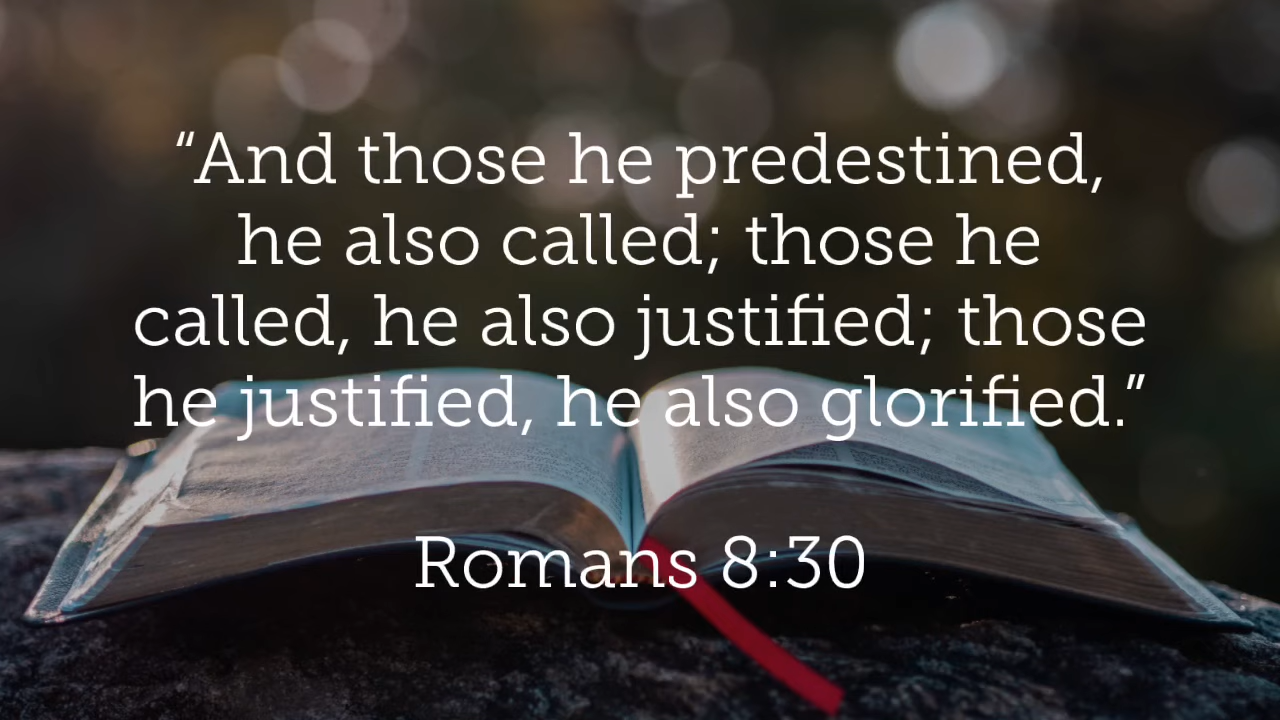 “And those he predestined,
he also called; those he
called, he also justified; those
he justified, he also glorified.”
Romans 8:30